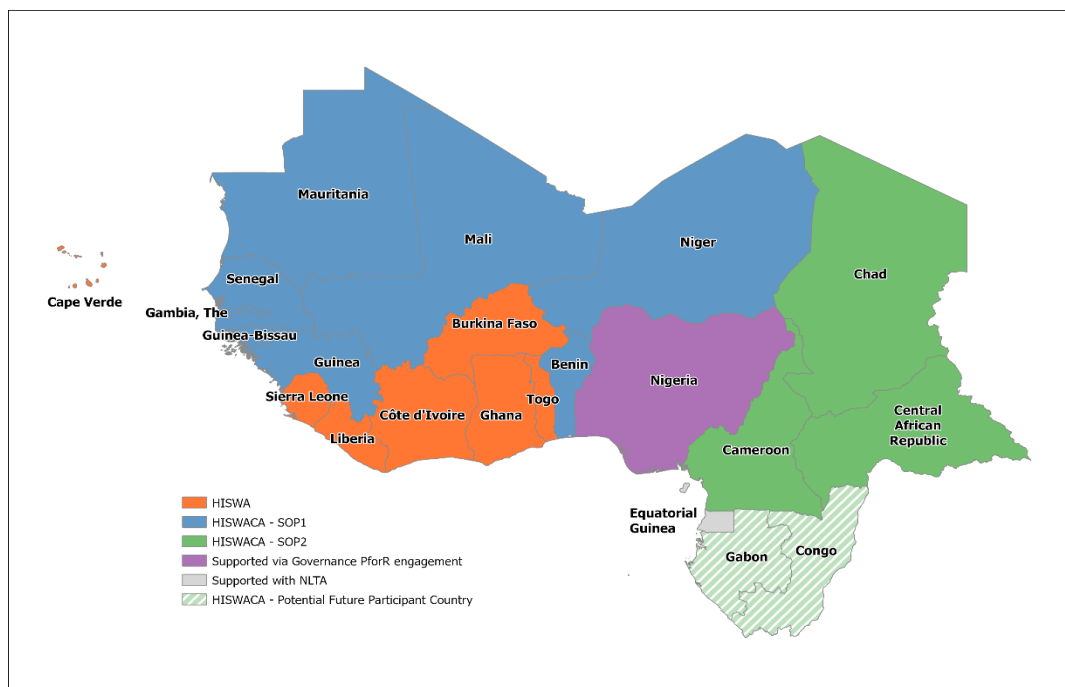 Mauritania
Mali
Niger
Chad
Senegal
Cape Verde
Gambia, The
Burkina Faso
Guinea-Bissau
Guinea
Benin
Nigeria
Sierra Leone
Togo
Côte d'Ivoire
Ghana
Central
African
Republic
Liberia
Cameroon
HISWA
Equatorial
Guinea
HISWACA - SOP1
HISWACA - SOP2
Gabon
Congo
Supported via Governance PforR engagement
Supported with NLTA
HISWACA - Potential Future Participant Country